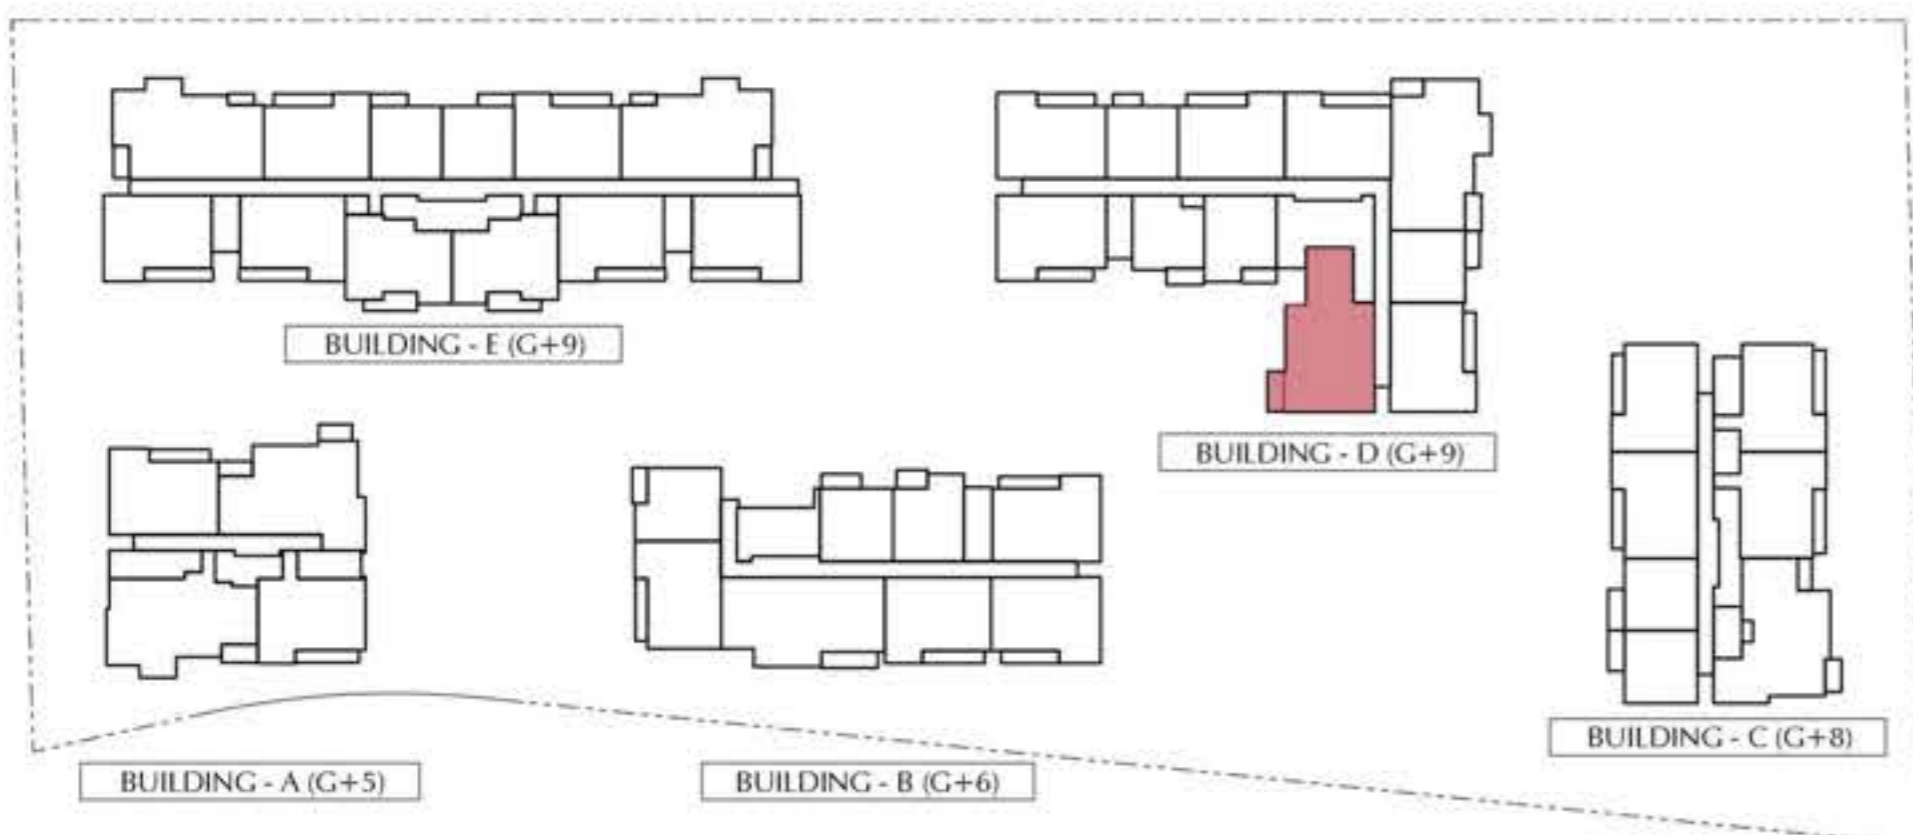 BUILDING - E (G+9)
BUILDING - D (G+9)
BUILDING - C (G+8)
BUILDING - A (G+5)
BUILDING - B (G+6)